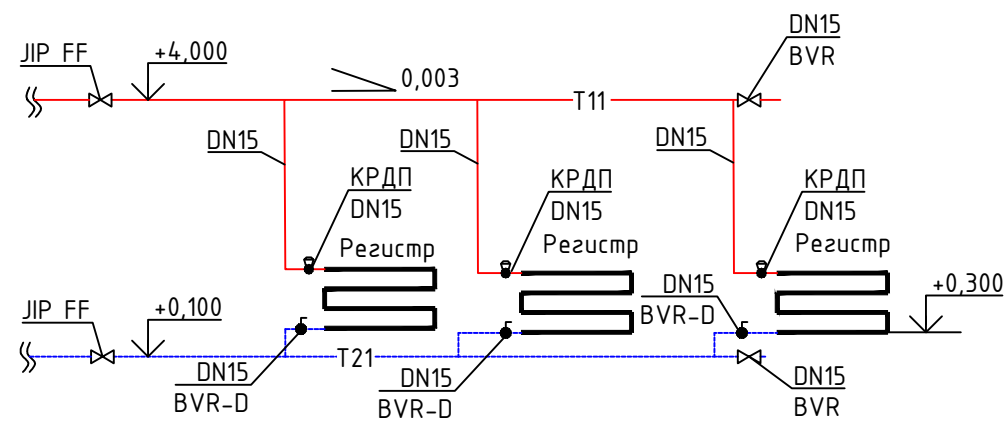 DN15
BVR
JIP FF
+4,000
0,003
T11
DN15
DN15
DN15
КРДП
DN15
Регистр
КРДП
DN15
Регистр
КРДП
DN15
Регистр
DN15
BVR-D
+0,300
JIP FF
+0,100
T21
DN15
BVR-D
DN15
BVR-D
DN15
BVR